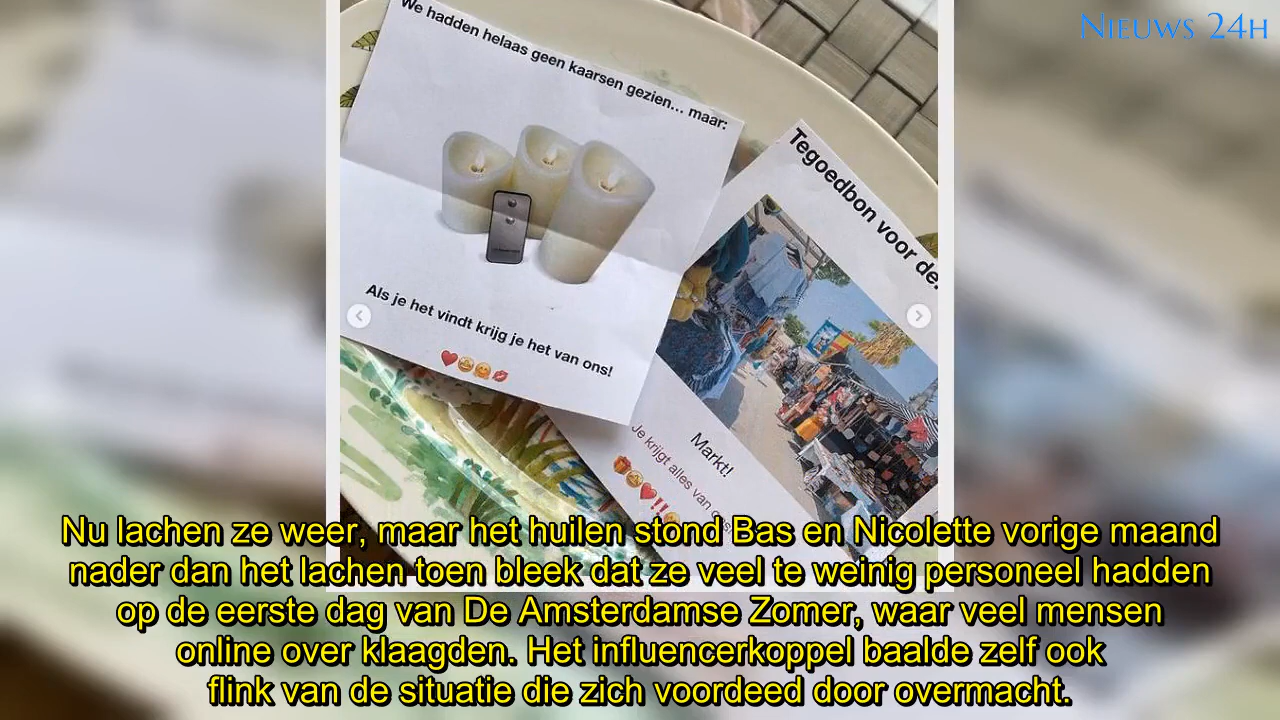 NIEUWS 24H
We hadden helaas geen kaarsen gezien... maar:
Als je het vindt krijg je het van ons!
❤️🤩🤗💋
Tegoedbon voor de:
Markt!
Je krijgt alles van ons
🎁🤩❤️‼️
Nu lachen ze weer, maar het huilen stond Bas en Nicolette vorige maand
nader dan het lachen toen bleek dat ze veel te weinig personeel hadden
op de eerste dag van De Amsterdamse Zomer, waar veel mensen
online over klaagden. Het influencerkoppel baalde zelf ook
flink van de situatie die zich voordeed door overmacht.